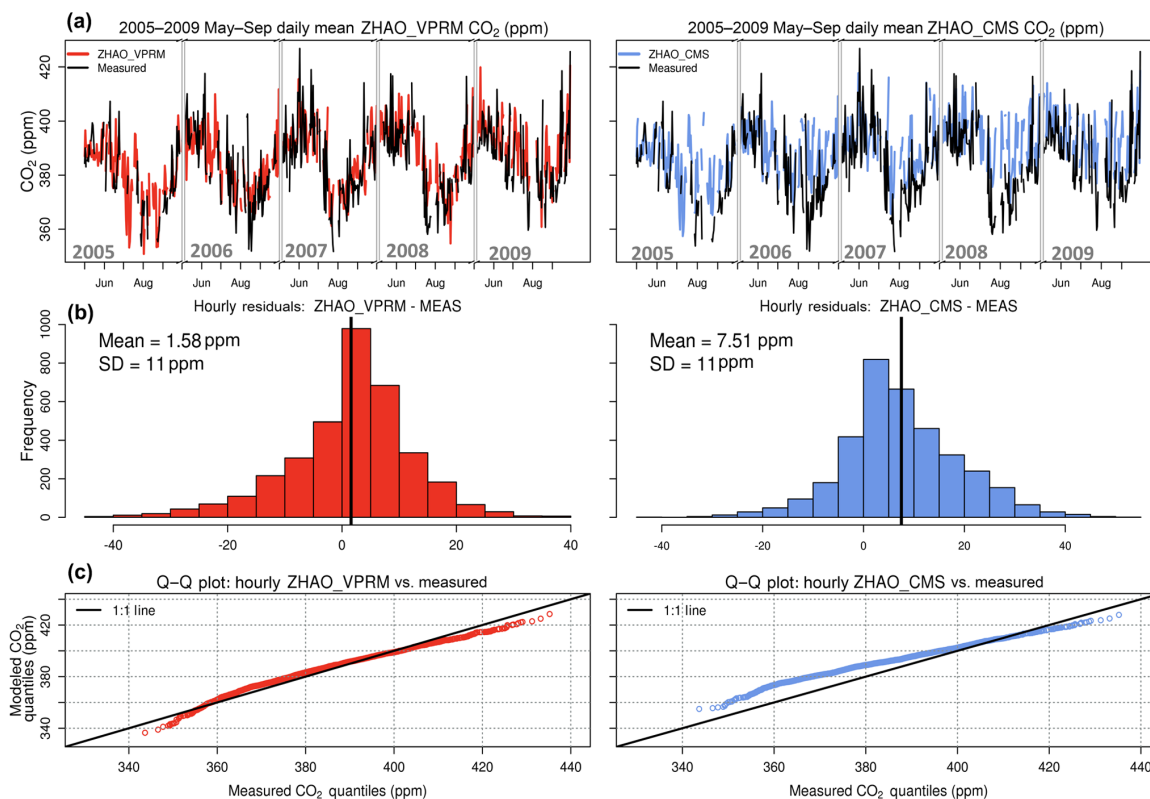 (a)
2005–2009 May–Sep daily mean ZHAO_VPRM CO₂ (ppm)
CO₂ (ppm)
420
400
380
360
ZHAO_VPRM
Measured
2005
2006
2007
2008
2009
Jun Aug Jun Aug Jun Aug Jun Aug Jun Aug
2005–2009 May–Sep daily mean ZHAO_CMS CO₂ (ppm)
420
400
380
360
ZHAO_CMS
Measured
2005
2006
2007
2008
2009
Jun Aug Jun Aug Jun Aug Jun Aug Jun Aug
(b)
Hourly residuals: ZHAO_VPRM - MEAS
Mean = 1.58 ppm
SD = 11 ppm
Frequency
1000
800
600
400
200
0
-40 -20 0 20 40
Hourly residuals: ZHAO_CMS - MEAS
Mean = 7.51 ppm
SD = 11 ppm
-40 -20 0 20 40
(c)
Q–Q plot: hourly ZHAO_VPRM vs. measured
1:1 line
Modeled CO₂
quantiles (ppm)
420
380
340
340 360 380 400 420 440
Measured CO₂ quantiles (ppm)
Q–Q plot: hourly ZHAO_CMS vs. measured
1:1 line
420
380
340
340 360 380 400 420 440
Measured CO₂ quantiles (ppm)